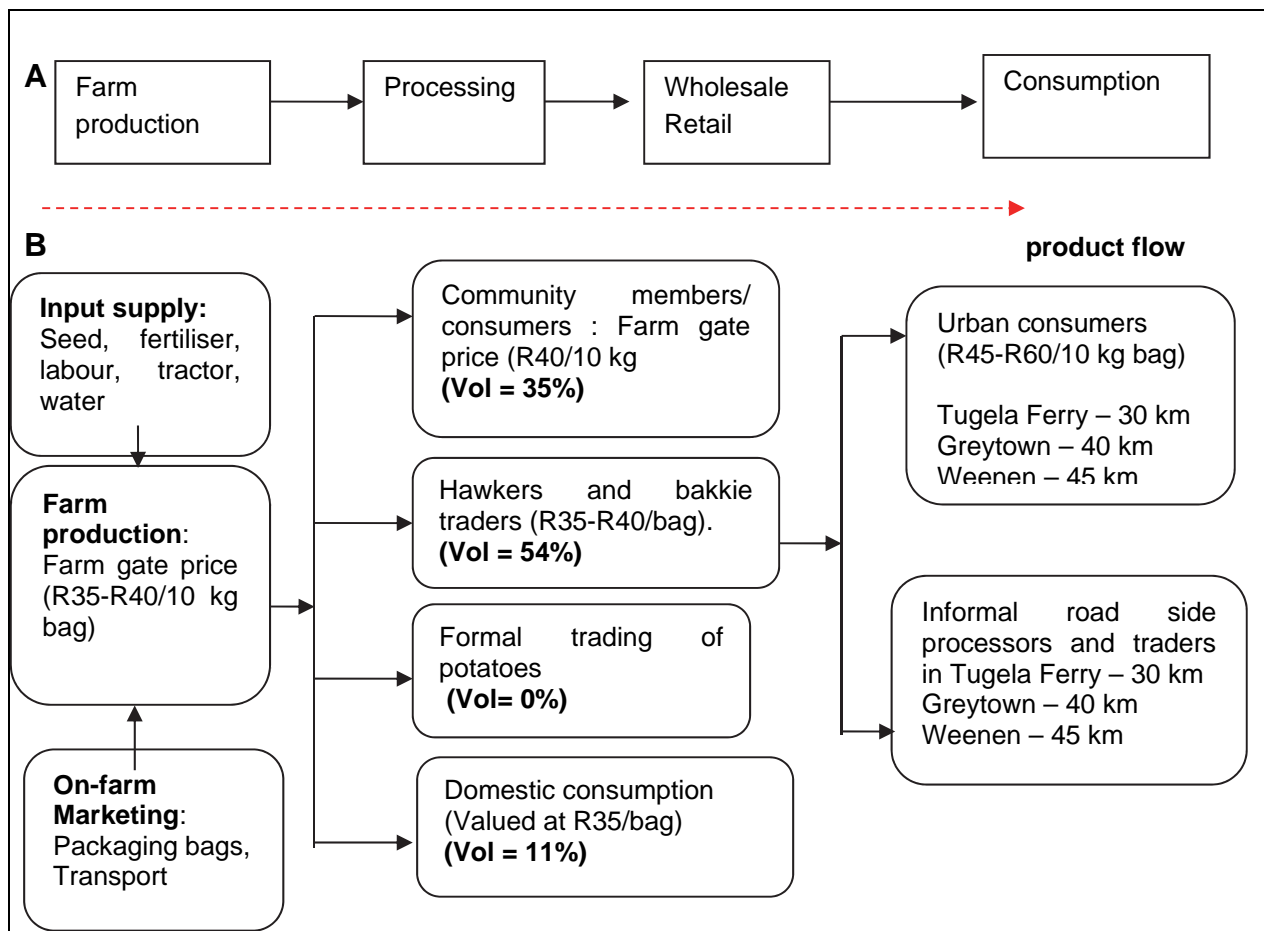 A
Farm
production
Processing
Wholesale
Retail
Consumption
B
product flow
Input supply:
Seed, fertiliser,
labour, tractor,
water
Farm
production:
Farm gate price
(R35-R40/10 kg
bag)
On-farm
Marketing:
Packaging bags,
Transport
Community members/
consumers : Farm gate
price (R40/10 kg
(Vol = 35%)
Hawkers and bakkie
traders (R35-R40/bag).
(Vol = 54%)
Formal trading of
potatoes
(Vol= 0%)
Domestic consumption
(Valued at R35/bag)
(Vol = 11%)
Urban consumers
(R45-R60/10 kg bag)
Tugela Ferry – 30 km
Greytown – 40 km
Weenen – 45 km
Informal road side
processors and traders
in Tugela Ferry – 30 km
Greytown – 40 km
Weenen – 45 km